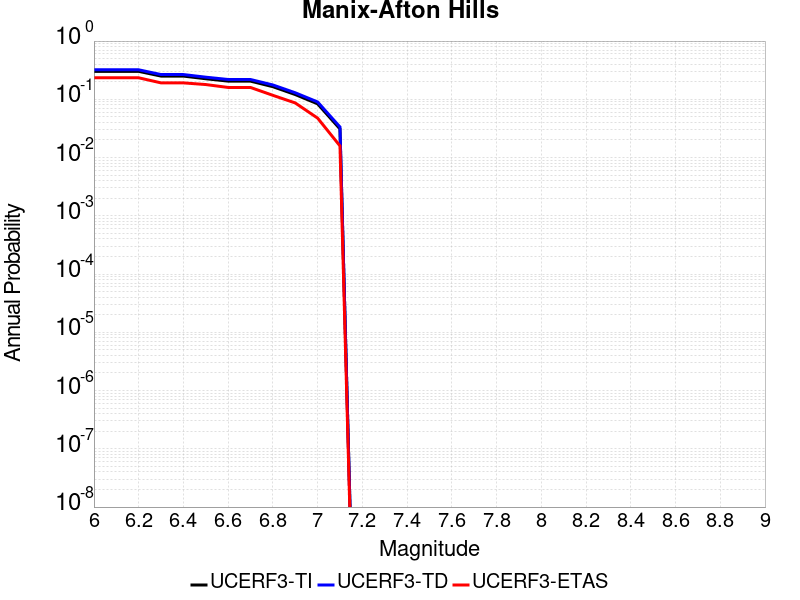 Manix-Afton Hills
10^0
10^-1
10^-2
10^-3
10^-4
10^-5
10^-6
10^-7
10^-8
Annual Probability
6 6.2 6.4 6.6 6.8 7 7.2 7.4 7.6 7.8 8 8.2 8.4 8.6 8.8 9
Magnitude
UCERF3-TI UCERF3-TD UCERF3-ETAS